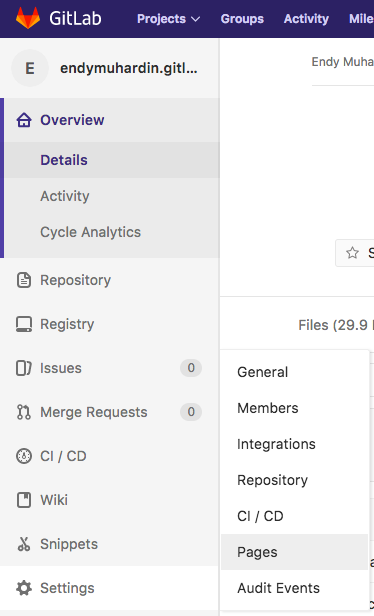 GitLab Projects Groups Activity Mile
E endymuhardin.gitl...
Endy Muha
Overview
Details
Activity
Cycle Analytics
Repository
Registry
Files (29.9
Issues 0
Merge Requests 0
CI / CD
Wiki
Snippets
Settings
General
Members
Integrations
Repository
CI / CD
Pages
Audit Events